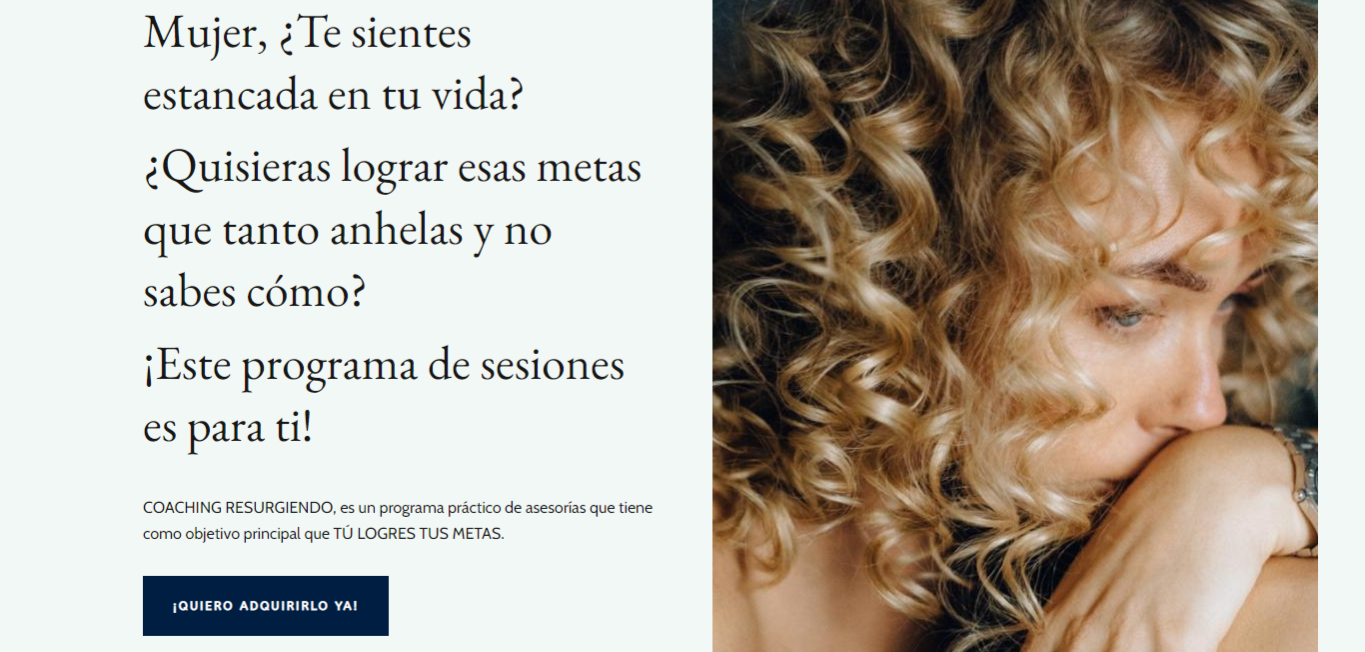 Mujer, ¿Te sientes
estancada en tu vida?
¿Quisieras lograr esas metas
que tanto anhelas y no
sabes cómo?
¡Este programa de sesiones
es para ti!
COACHING RESURGIENDO, es un programa práctico de asesorías que tiene
como objetivo principal que TÚ LOGRES TUS METAS.
¡QUIERO ADQUIRIRLO YA!